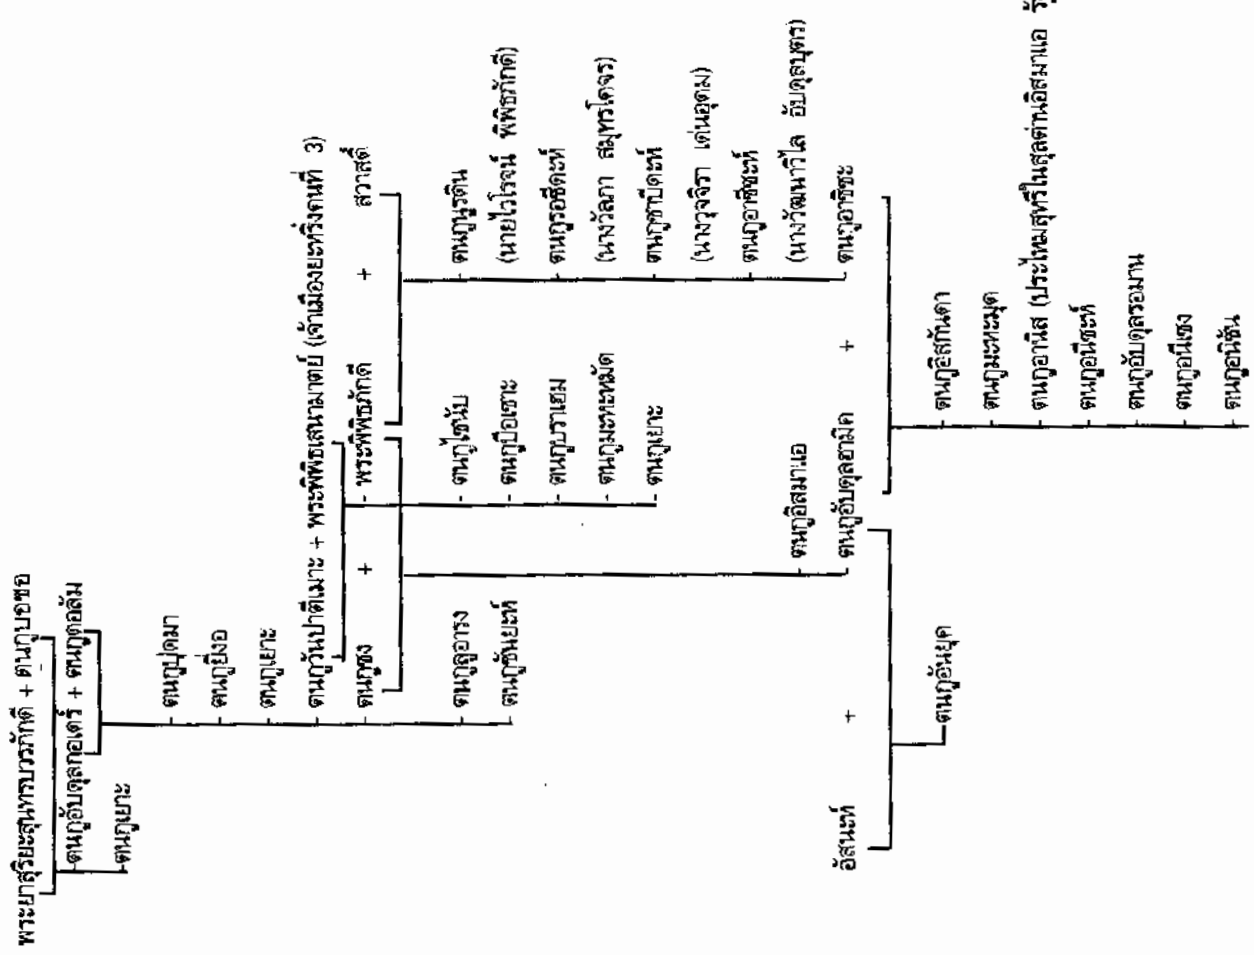 พระยาสุริยะสุนทรบวรภักดี + ตนกูบอซอ
ตนกูอับดุลกอเดร์ + ตนกูตอลัม
ตนกูเยาะ
ตนกูปุตมา
ตนกูยิงอ
ตนกูเยาะ
ตนกูวันปาตีเมาะ + พระพิพิธเสนามาตย์ (เจ้าเมืองยะหริ่งคนที่ 3)
ตนกูซง + พระพิพิธภักดี + สวาสดิ์
ตนกูลูอารง
ตนกูซันยะห์
ตนกูไซนับ
ตนกูปือเซาะ
ตนกูบราเฮม
ตนกูมะหะหมัด
ตนกูเยาะ
ตนกูนูรดิน
(นายไวโรจน์ พิพิธภักดี)
ตนกูรอซีดะห์
(นางวัลภา สมุทรโคจร)
ตนกูซาบีดะห์
(นางวุจจิรา เด่นอุดม)
ตนกูอาซีซะห์
(นางวัฒนาวิไล อับดุลบุตร)
ตนกูอิสมาแอ
อัสนะห์ + ตนกูอับดุลฮามิด + ตนกูอาซิซะ
ตนกูอันยุค
ตนกูอิสกันดา
ตนกูมะหะมุด
ตนกูอานิส (ประไหมสุหรีในสุลต่านอิสมาแอ
ตนกูอนีซะห์
ตนกูอับดุลรอมาน
ตนกูอนีเซง
ตนกูอนิซัน